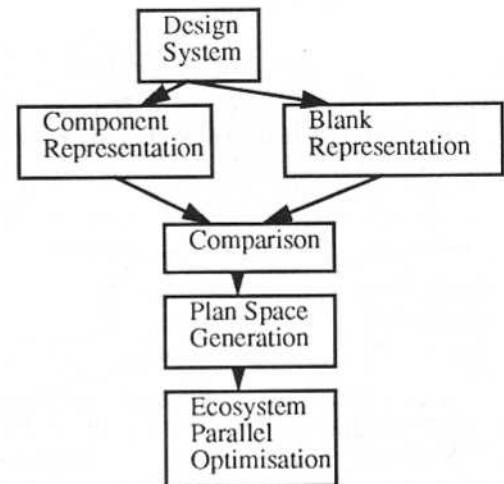 Design
System
Component
Representation
Blank
Representation
Comparison
Plan Space
Generation
Ecosystem
Parallel
Optimisation